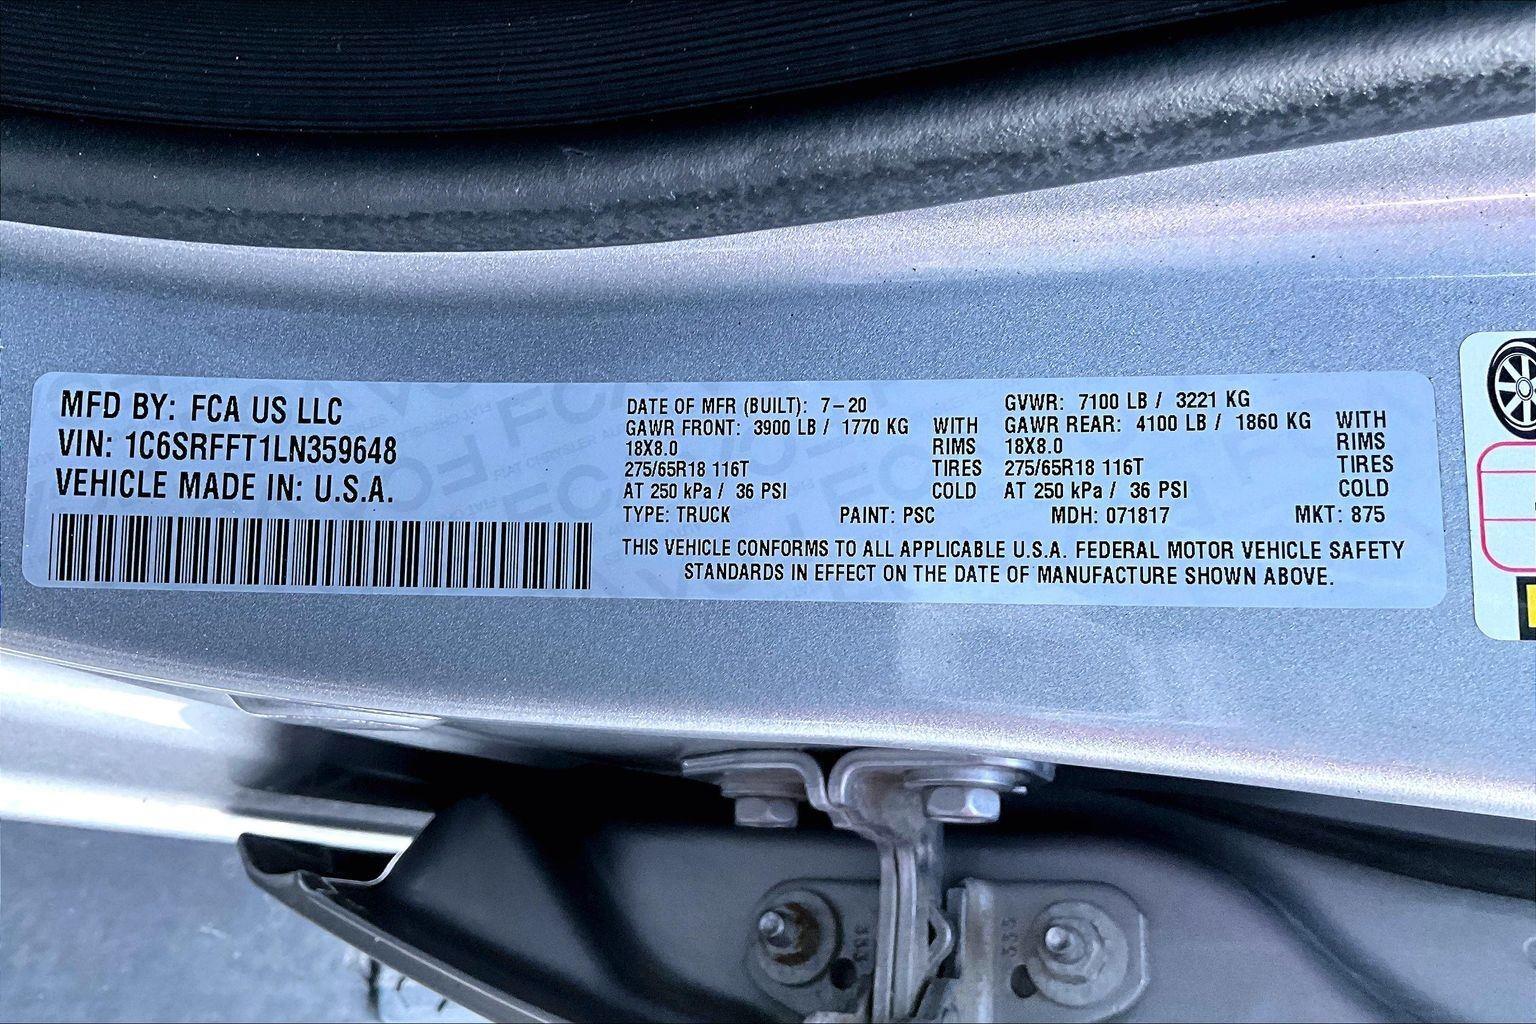 MFD BY: FCA US LLC
VIN: 1C6SRFFT1LN359648
VEHICLE MADE IN: U.S.A.
DATE OF MFR (BUILT): 7-20
GAWR FRONT: 3900 LB / 1770 KG WITH
18X8.0 RIMS
275/65R18 116T TIRES
AT 250 kPa / 36 PSI COLD
GVWR: 7100 LB / 3221 KG
GAWR REAR: 4100 LB / 1860 KG WITH
18X8.0 RIMS
275/65R18 116T TIRES
AT 250 kPa / 36 PSI COLD
TYPE: TRUCK PAINT: PSC MDH: 071817 MKT: 875
THIS VEHICLE CONFORMS TO ALL APPLICABLE U.S.A. FEDERAL MOTOR VEHICLE SAFETY
STANDARDS IN EFFECT ON THE DATE OF MANUFACTURE SHOWN ABOVE.